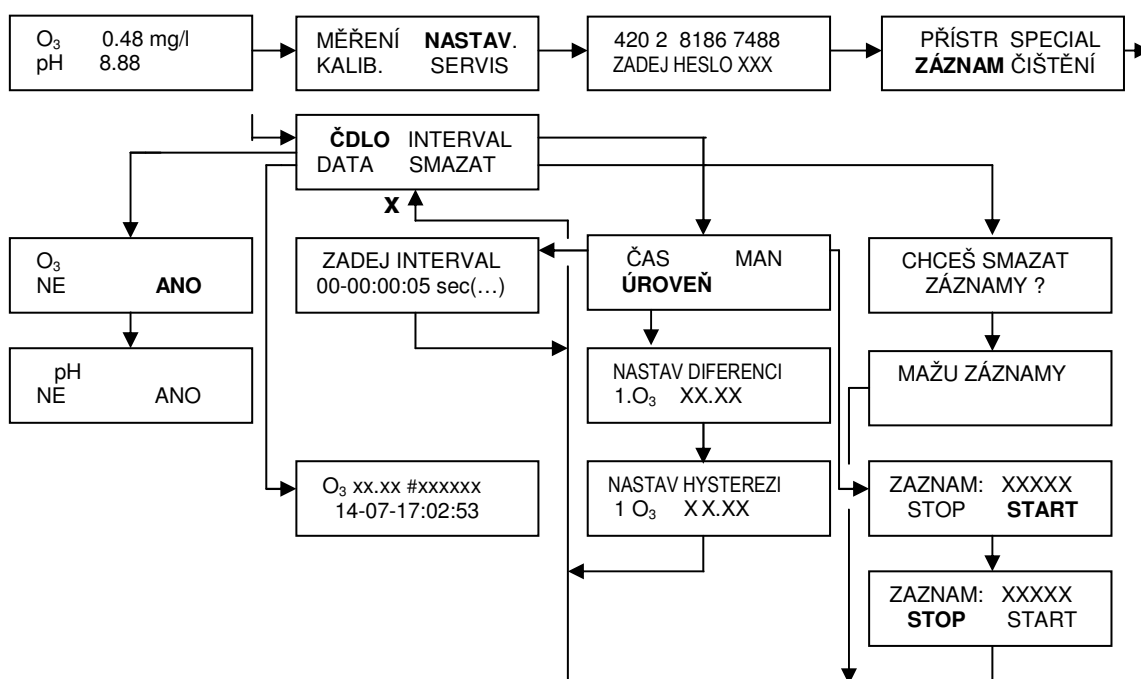 O₃ 0.48 mg/l
pH 8.88
MĚŘENÍ NASTAV.
KALIB. SERVIS
420 2 8186 7488
ZADEJ HESLO XXX
PŘÍSTR SPECIAL
ZÁZNAM ČIŠTĚNÍ
ČDLO INTERVAL
DATA SMAZAT
X
O₃
NE ANO
ZADEJ INTERVAL
00-00:00:05 sec(…)
ČAS MAN
ÚROVEŇ
CHCEŠ SMAZAT
ZÁZNAMY ?
pH
NE ANO
NASTAV DIFERENCI
1.O₃ XX.XX
MAŽU ZÁZNAMY
O₃ xx.xx #xxxxxx
14-07-17:02:53
NASTAV HYSTEREZI
1 O₃ XX.XX
ZAZNAM: XXXXX
STOP START
ZAZNAM: XXXXX
STOP START